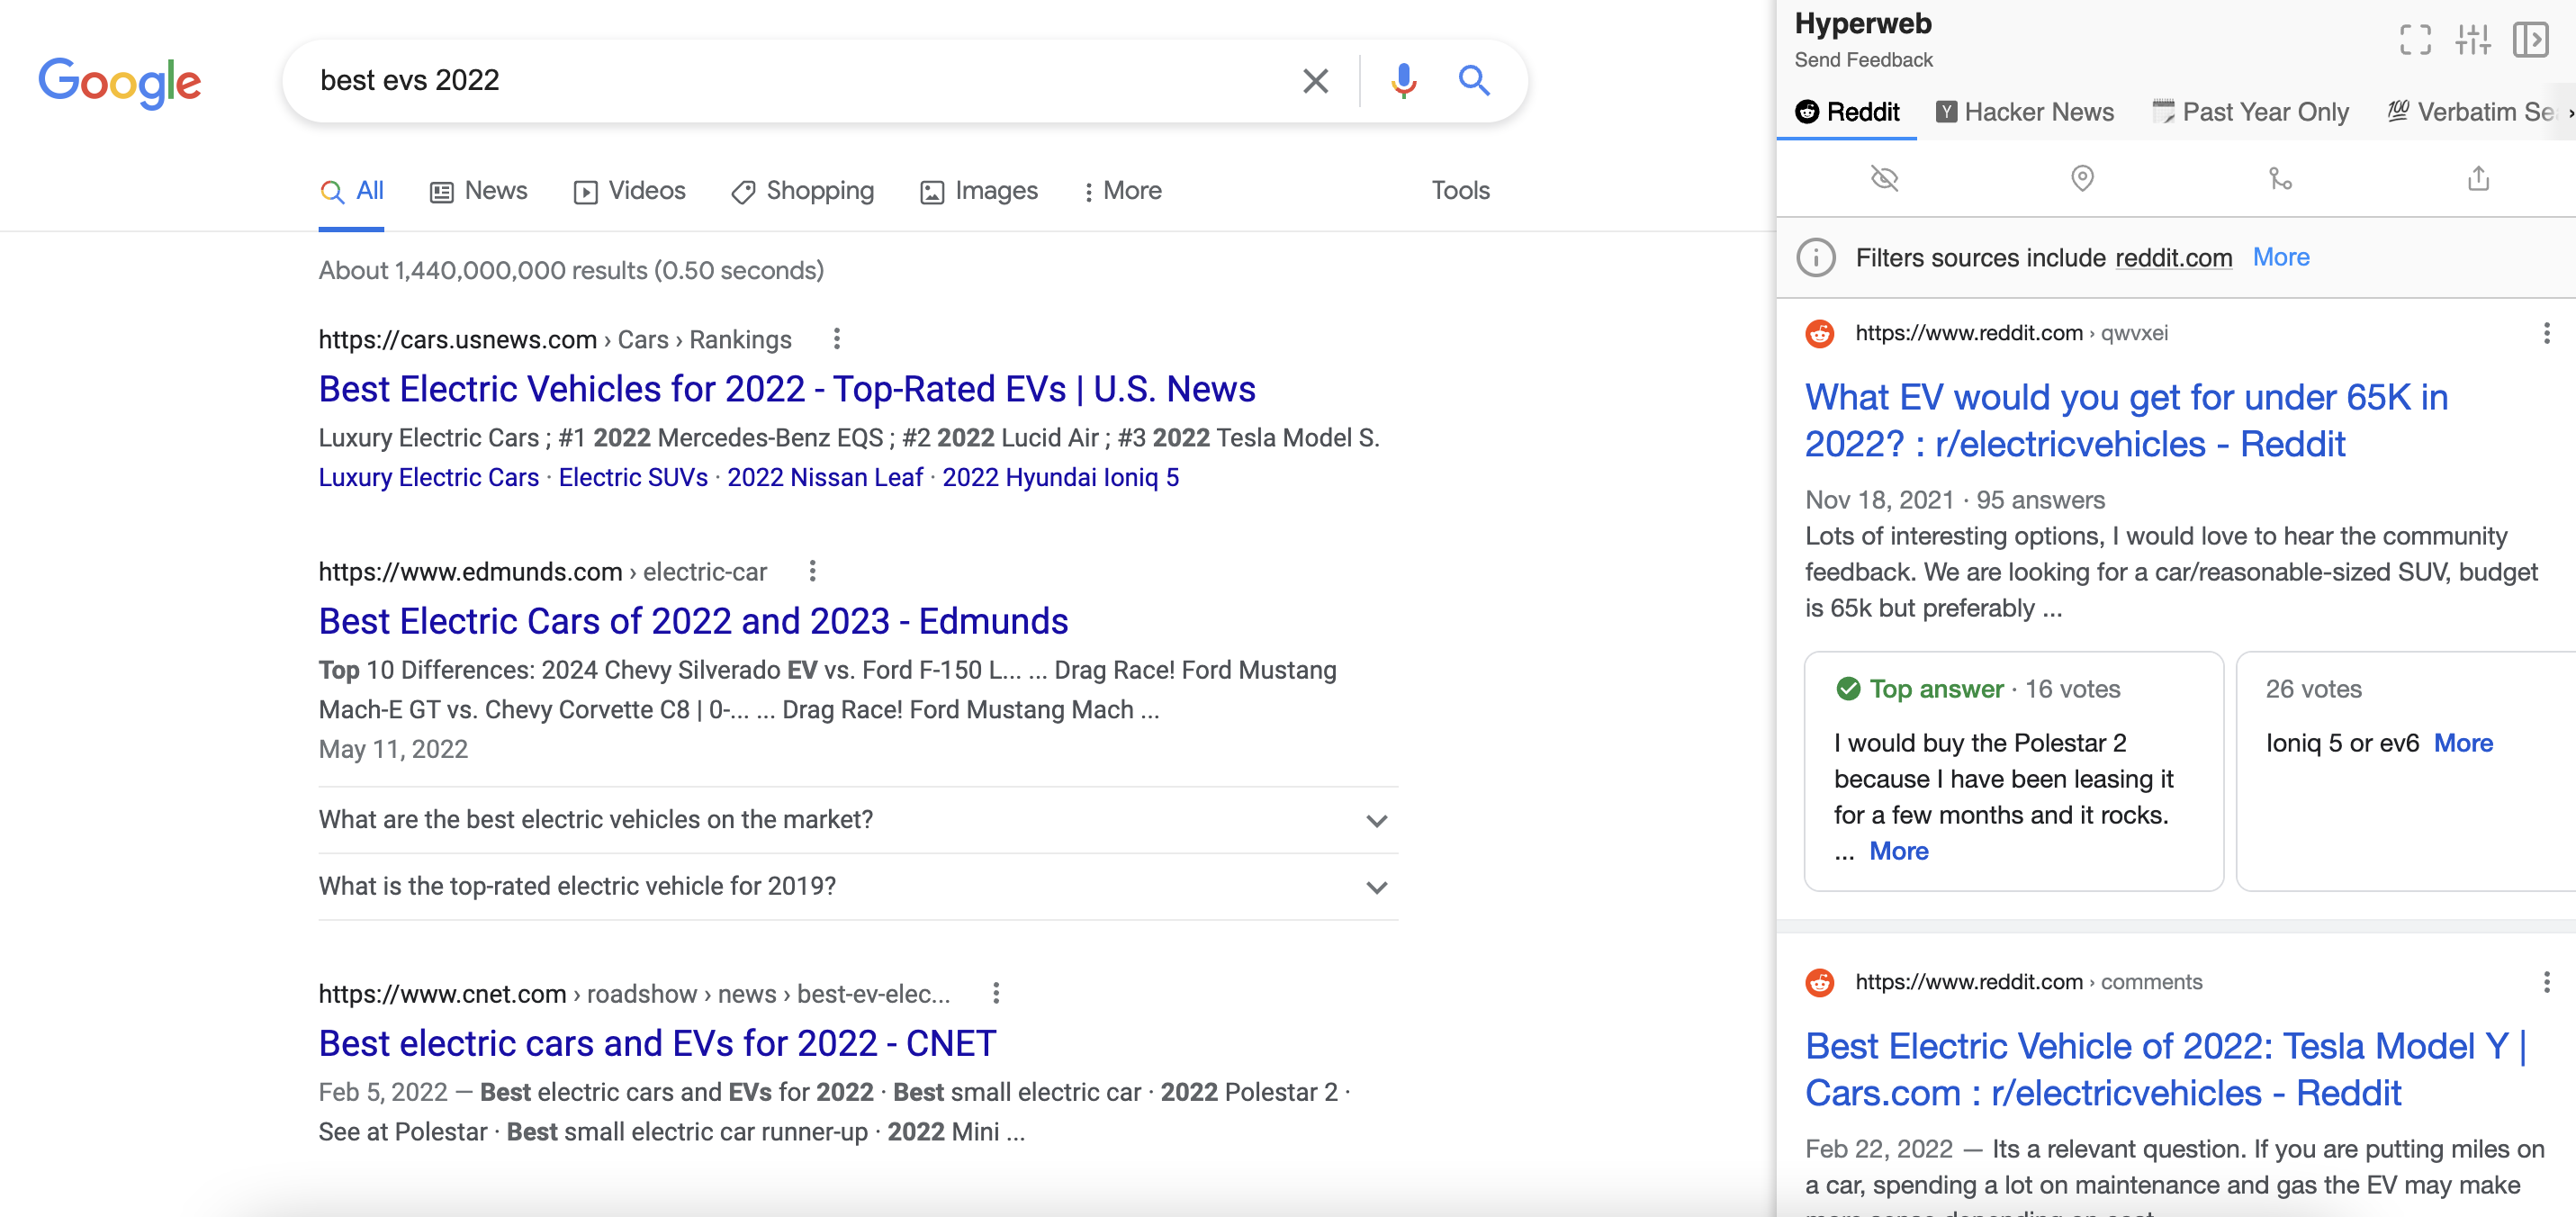 Google
best evs 2022
All
News
Videos
Shopping
Images
More
Tools
About 1,440,000,000 results (0.50 seconds)
https://cars.usnews.com › Cars › Rankings
Best Electric Vehicles for 2022 - Top-Rated EVs | U.S. News
Luxury Electric Cars ; #1 2022 Mercedes-Benz EQS ; #2 2022 Lucid Air ; #3 2022 Tesla Model S.
Luxury Electric Cars · Electric SUVs · 2022 Nissan Leaf · 2022 Hyundai Ioniq 5
https://www.edmunds.com › electric-car
Best Electric Cars of 2022 and 2023 - Edmunds
Top 10 Differences: 2024 Chevy Silverado EV vs. Ford F-150 L... ... Drag Race! Ford Mustang
Mach-E GT vs. Chevy Corvette C8 | 0-... ... Drag Race! Ford Mustang Mach ...
May 11, 2022
What are the best electric vehicles on the market?
What is the top-rated electric vehicle for 2019?
https://www.cnet.com › roadshow › news › best-ev-elec...
Best electric cars and EVs for 2022 - CNET
Feb 5, 2022 — Best electric cars and EVs for 2022 · Best small electric car · 2022 Polestar 2 ·
See at Polestar · Best small electric car runner-up · 2022 Mini ...
Hyperweb
Send Feedback
Reddit
Y Hacker News
Past Year Only
100 Verbatim Se
Filters sources include reddit.com More
https://www.reddit.com › qwvxei
What EV would you get for under 65K in
2022? : r/electricvehicles - Reddit
Nov 18, 2021 · 95 answers
Lots of interesting options, I would love to hear the community
feedback. We are looking for a car/reasonable-sized SUV, budget
is 65k but preferably ...
Top answer · 16 votes
I would buy the Polestar 2
because I have been leasing it
for a few months and it rocks.
... More
26 votes
Ioniq 5 or ev6 More
https://www.reddit.com › comments
Best Electric Vehicle of 2022: Tesla Model Y |
Cars.com : r/electricvehicles - Reddit
Feb 22, 2022 — Its a relevant question. If you are putting miles on
a car, spending a lot on maintenance and gas the EV may make